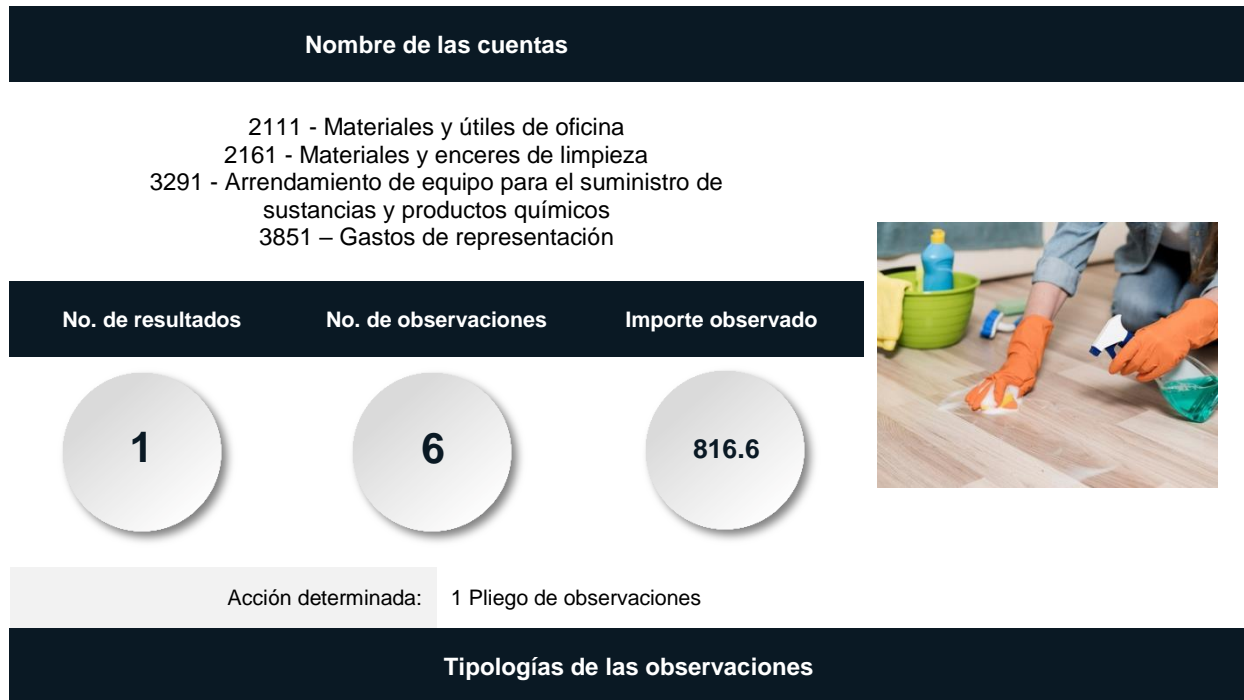 Nombre de las cuentas
2111 - Materiales y útiles de oficina
2161 - Materiales y enceres de limpieza
3291 - Arrendamiento de equipo para el suministro de
sustancias y productos químicos
3851 – Gastos de representación
No. de resultados No. de observaciones Importe observado
1 6 816.6
Acción determinada: 1 Pliego de observaciones
Tipologías de las observaciones